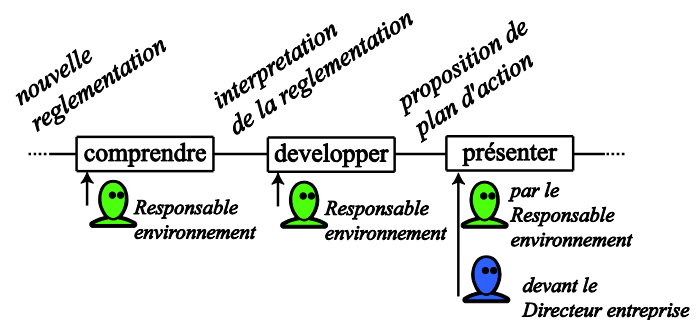 nouvelle
reglementation
interpretation
de la reglementation
proposition de
plan d'action
comprendre
developper
présenter
Responsable
environnement
Responsable
environnement
par le
Responsable
environnement
devant le
Directeur entreprise